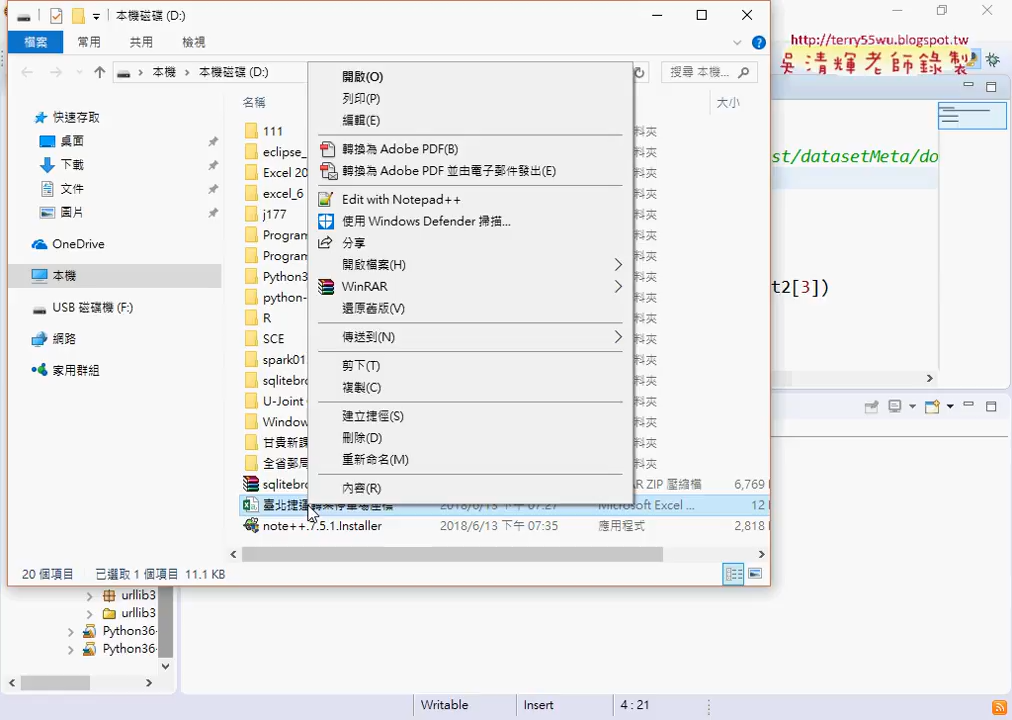 本機磁碟 (D:)
http://terry55wu.blogspot.tw
吳清輝老師錄製
檔案
常用
共用
檢視
本機
本機磁碟 (D:)
搜尋 本機...
名稱
大小
快速存取
桌面
下載
文件
圖片
OneDrive
本機
USB 磁碟機 (F:)
網路
家用群組
111
eclipse_
Excel 20
excel_6
j177
Program
Program
Python3
python-
R
SCE
spark01
sqlitebro
U-Joint
Window
甘貴新課
全省郵局
sqlitebro
note++.7.5.1.Installer
開啟(O)
列印(P)
編輯(E)
轉換為 Adobe PDF(B)
轉換為 Adobe PDF 並由電子郵件發出(E)
Edit with Notepad++
使用 Windows Defender 掃描...
分享
開啟檔案(H)
WinRAR
還原舊版(V)
傳送到(N)
剪下(T)
複製(C)
建立捷徑(S)
刪除(D)
重新命名(M)
內容(R)
AR ZIP 壓縮檔
6,769
Microsoft Excel ...
12
2018/6/13 下午 07:35
應用程式
2,818
st/datasetMeta/do
t2[3])
20 個項目
已選取 1 個項目 11.1 KB
urllib3
urllib3
Python36-
Python36-
Writable
Insert
4 : 21